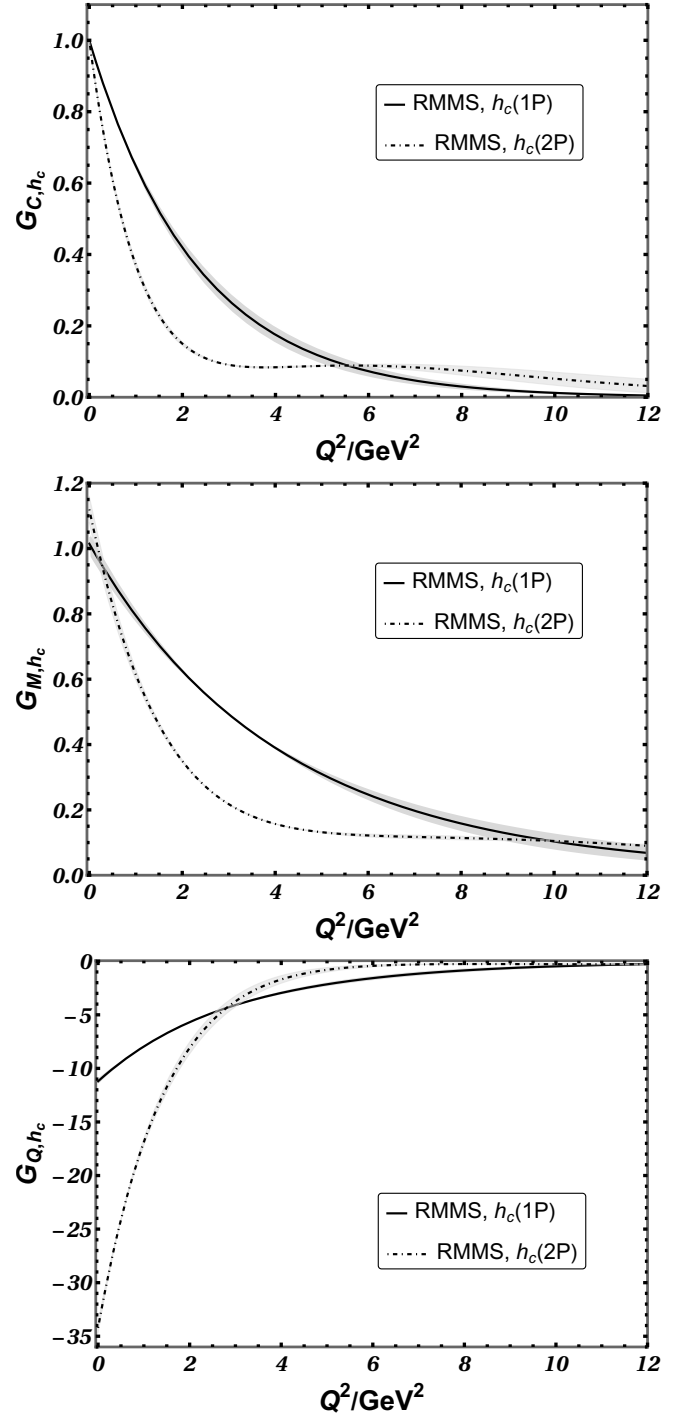 1.0
0.8
0.6
0.4
0.2
0.0
G_{C,h_c}
RMMS, h_c(1P)
RMMS, h_c(2P)
0 2 4 6 8 10 12
Q^2/GeV^2
1.2
1.0
0.8
0.6
0.4
0.2
0.0
G_{M,h_c}
RMMS, h_c(1P)
RMMS, h_c(2P)
0 2 4 6 8 10 12
Q^2/GeV^2
0
−5
−10
−15
−20
−25
−30
−35
G_{Q,h_c}
RMMS, h_c(1P)
RMMS, h_c(2P)
0 2 4 6 8 10 12
Q^2/GeV^2